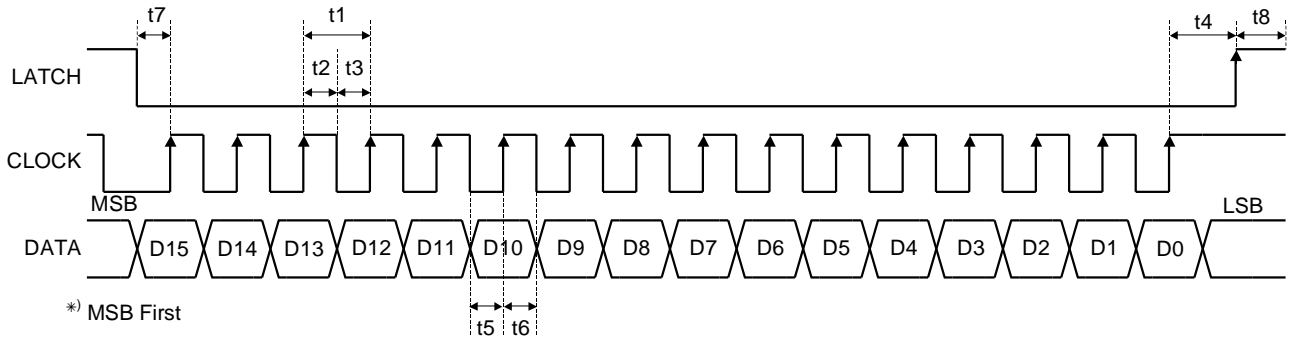 t7 t1 t4 t8
t2 t3
LATCH
CLOCK
MSB LSB
DATA D15 D14 D13 D12 D11 D10 D9 D8 D7 D6 D5 D4 D3 D2 D1 D0
*) MSB First
t5 t6